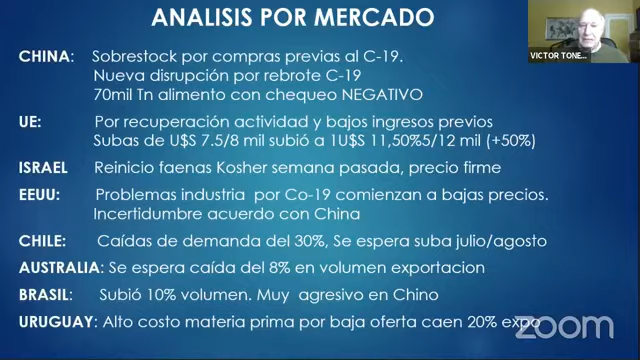 ANALISIS POR MERCADO
VICTOR TONE...
CHINA: Sobrestock por compras previas al C-19.
Nueva disrupción por rebrote C-19
70mil Tn alimento con chequeo NEGATIVO
UE: Por recuperación actividad y bajos ingresos previos
Subas de U$S 7.5/8 mil subió a 1U$S 11,50%5/12 mil (+50%)
ISRAEL Reinicio faenas Kosher semana pasada, precio firme
EEUU: Problemas industria por Co-19 comienzan a bajas precios.
Incertidumbre acuerdo con China
CHILE: Caídas de demanda del 30%, Se espera suba julio/agosto
AUSTRALIA: Se espera caída del 8% en volumen exportacion
BRASIL: Subió 10% volumen. Muy agresivo en Chino
URUGUAY: Alto costo materia prima por baja oferta caen 20% expo
zoom